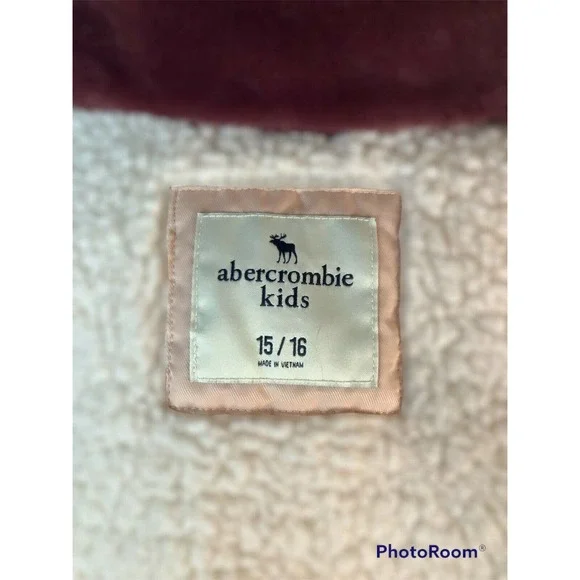 abercrombie
kids
15/16
MADE IN VIETNAM
PhotoRoom®